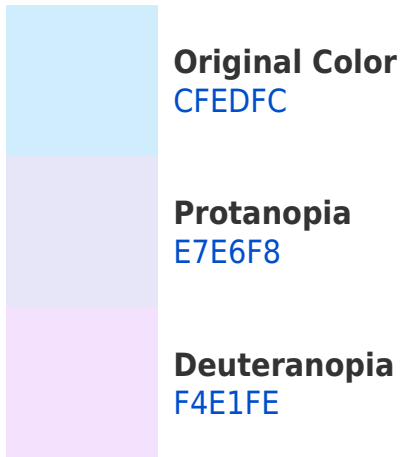 Original Color
CFEDFC
Protanopia
E7E6F8
Deuteranopia
F4E1FE